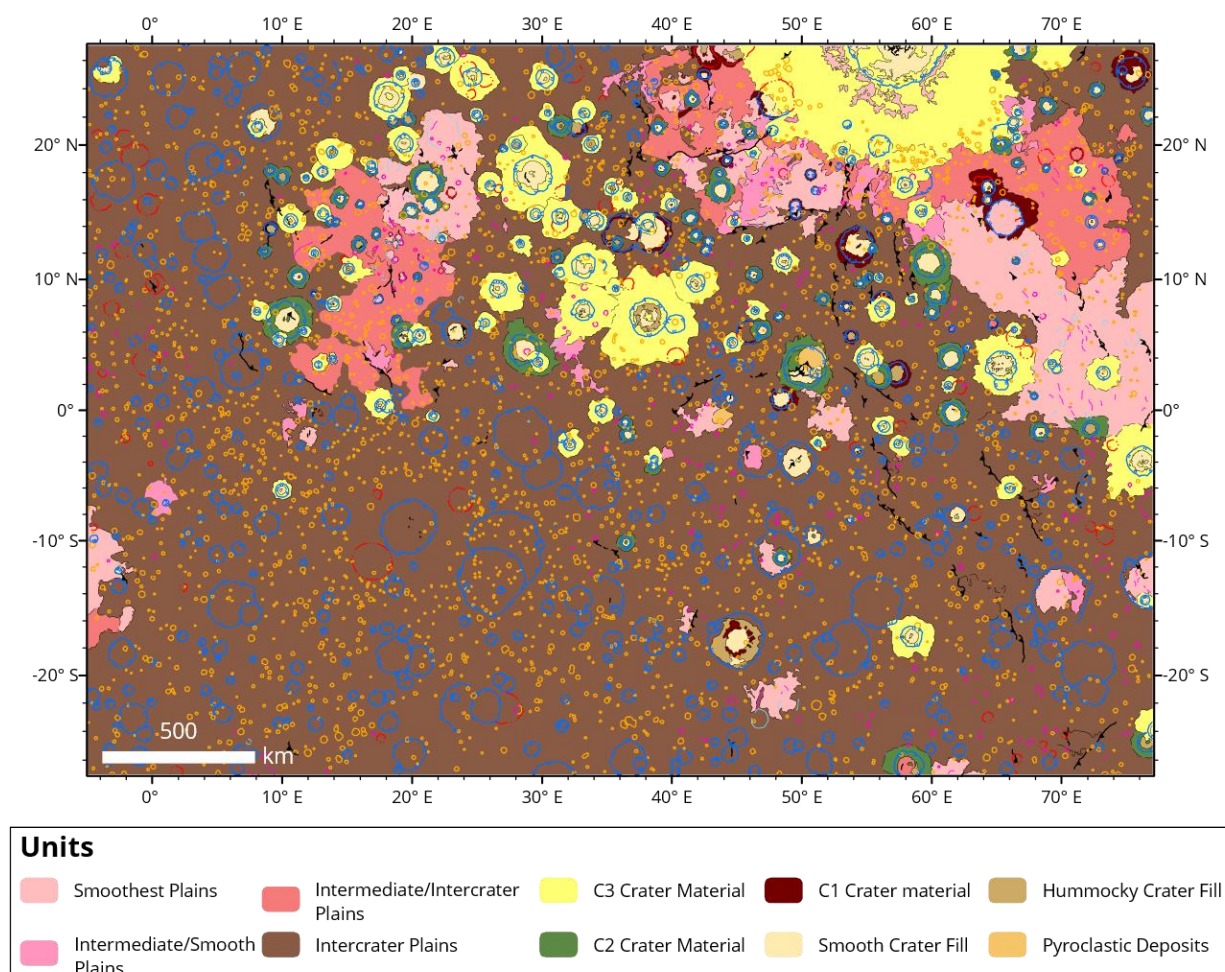 0° 10° E 20° E 30° E 40° E 50° E 60° E 70° E
20° N 20° N
10° N 10° N
0° 0°
-10° S -10° S
-20° S -20° S
500
km
0° 10° E 20° E 30° E 40° E 50° E 60° E 70° E
Units
Smoothest Plains
Intermediate/Smooth
Plains
Intermediate/Intercrater
Plains
Intercrater Plains
C3 Crater Material
C2 Crater Material
C1 Crater material
Smooth Crater Fill
Hummocky Crater Fill
Pyroclastic Deposits